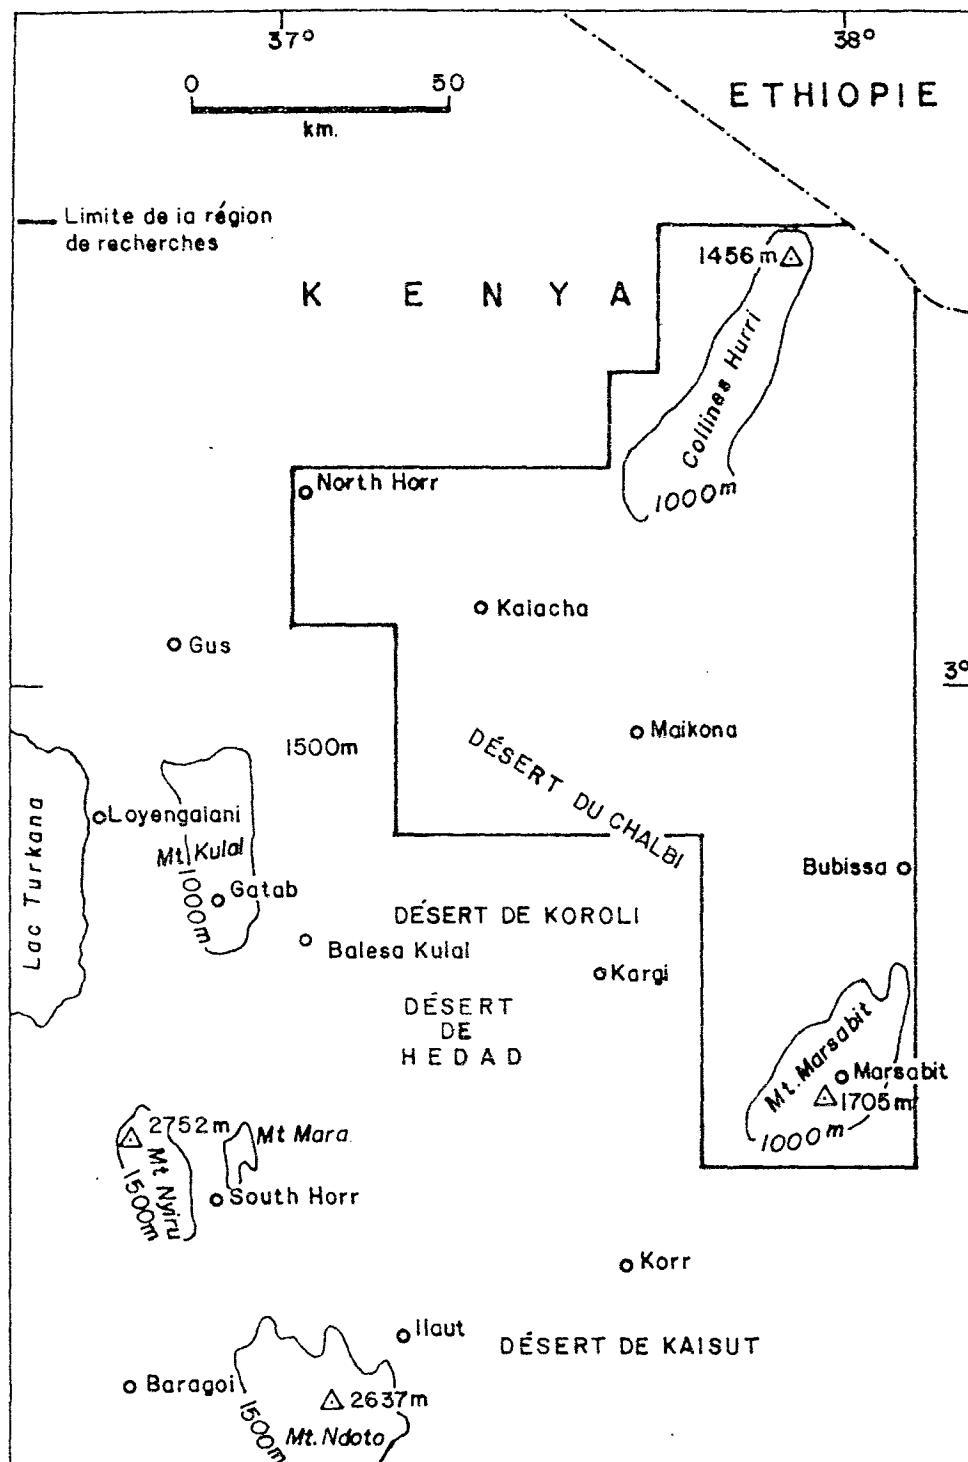 37°
38°
0 50
km.
ETHIOPIE
Limite de la région
de recherches
KENYA
1456 m
Collines Hurri
1000m
North Horr
Kalacha
Gus
3°
Maikona
1500m
DÉSERT DU CHALBI
Loyengalani
Mt Kulal
Lac Turkana
1000m
Gatab
Bubissa
DÉSERT DE KOROLI
Balesa Kulal
Kargi
DÉSERT
DE
HEDAD
Mt. Marsabit
Marsabit
1705m
1000m
2752m
Mt Mara
Mt Nyiru
1500m
South Horr
Korr
Ilaut
DÉSERT DE KAISUT
Baragoi
2637m
1500m
Mt. Ndoto